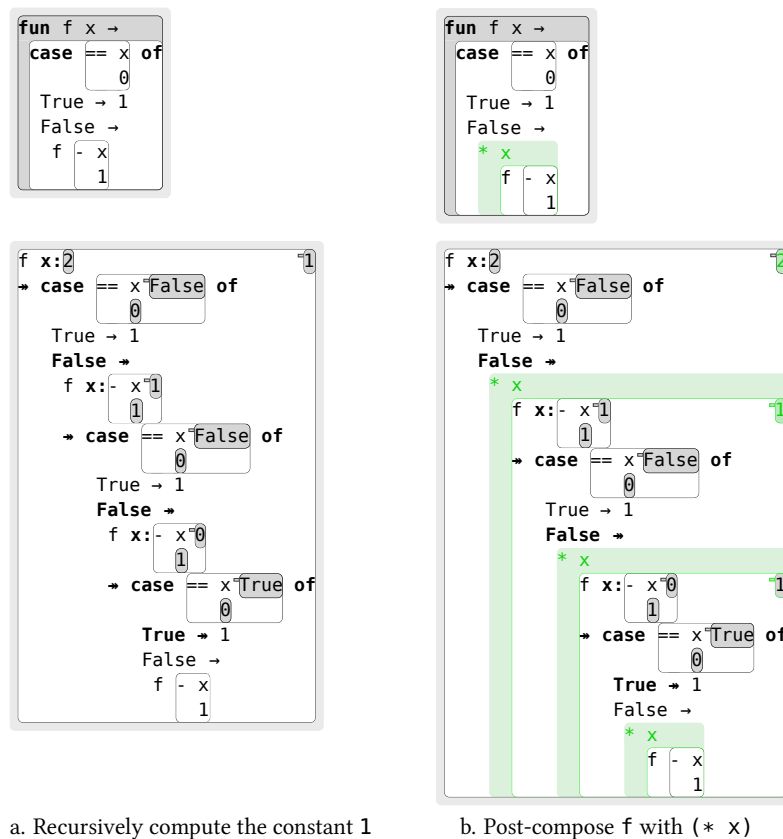 fun f x →
case == x of
0
True → 1
False →
f - x
1
f x:2 =1
↠ case == x=False of
0
True → 1
False ↠
f x:- x=1
1
↠ case == x=False of
0
True → 1
False ↠
f x:- x=0
1
↠ case == x=True of
0
True ↠ 1
False →
f - x
1
a. Recursively compute the constant 1
fun f x →
case == x of
0
True → 1
False →
* x
f - x
1
f x:2 =2
↠ case == x=False of
0
True → 1
False ↠
* x
f x:- x=1 =1
1
↠ case == x=False of
0
True → 1
False ↠
* x
f x:- x=0 =1
1
↠ case == x=True of
0
True ↠ 1
False →
* x
f - x
1
b. Post-compose f with (* x)